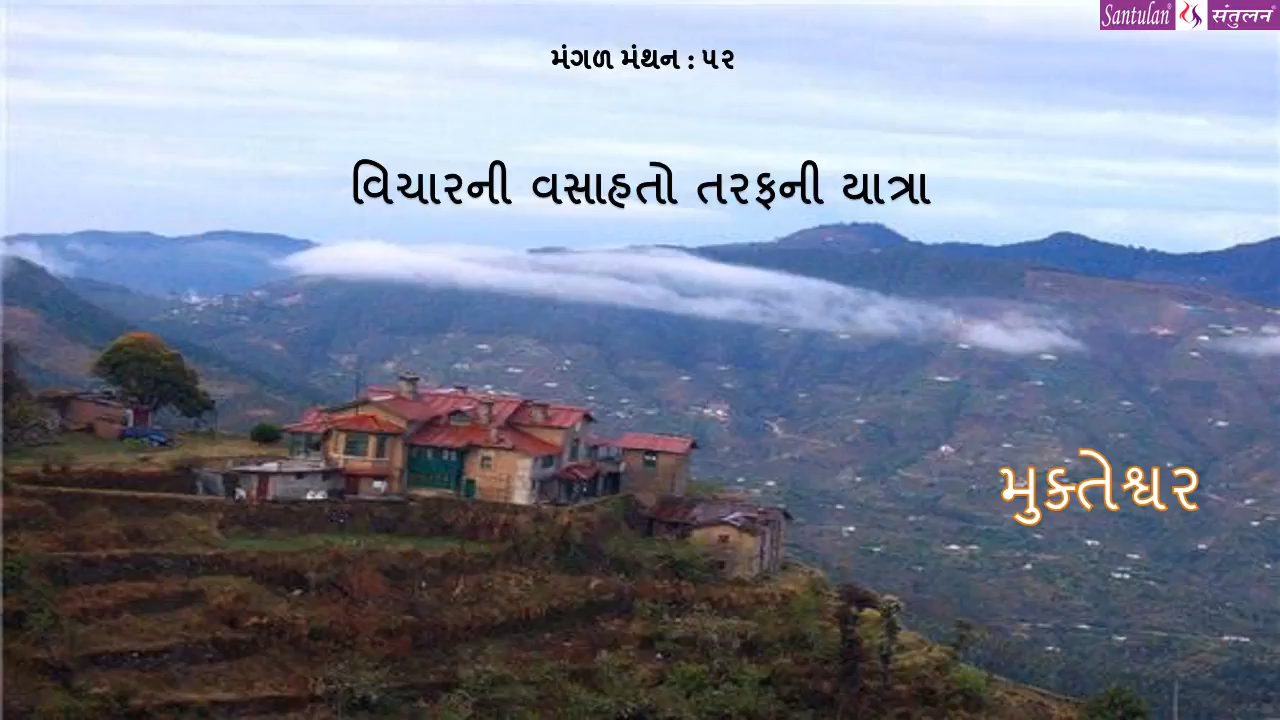 Santulan® संतुलन®
મંગળ મંથન : ૫૨
વિચારની વસાહતો તરફની યાત્રા
મુક્તેશ્વર